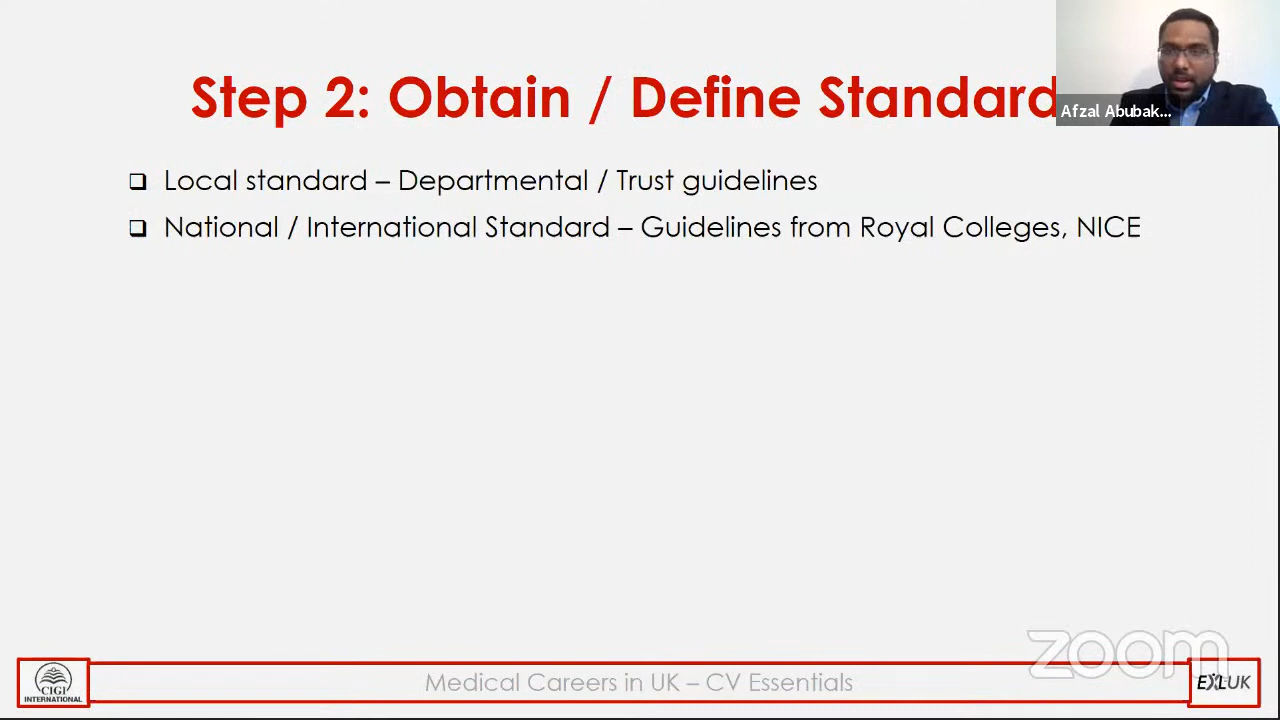 Step 2: Obtain / Define Standard
Afzal Abubak...
Local standard – Departmental / Trust guidelines
National / International Standard – Guidelines from Royal Colleges, NICE
zoom
CIGI
INTERNATIONAL
Medical Careers in UK – CV Essentials
EXLUK